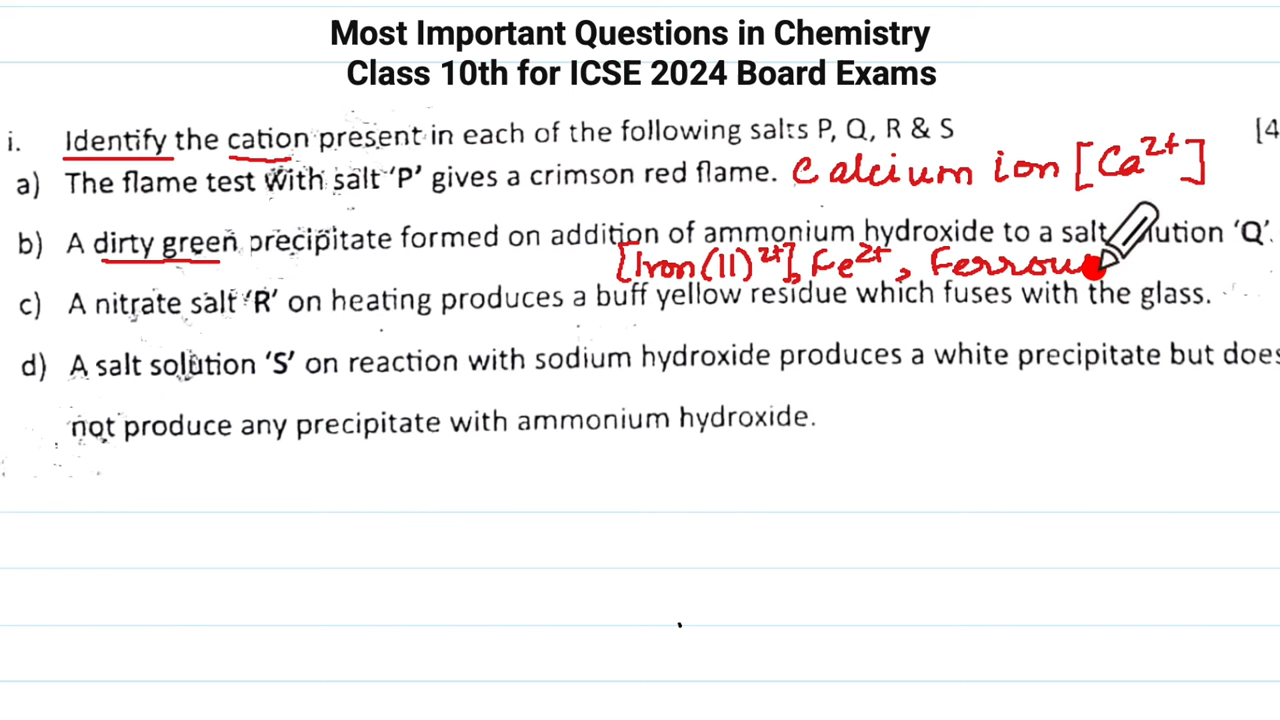 Most Important Questions in Chemistry
Class 10th for ICSE 2024 Board Exams
i. Identify the cation present in each of the following salts P, Q, R & S [4
a) The flame test with salt 'P' gives a crimson red flame. Calcium ion [Ca²⁺]
b) A dirty green precipitate formed on addition of ammonium hydroxide to a salt 'Q'.
[Iron(II)²⁺], Fe²⁺, Ferrou
c) A nitrate salt 'R' on heating produces a buff yellow residue which fuses with the glass.
d) A salt solution 'S' on reaction with sodium hydroxide produces a white precipitate but does
not produce any precipitate with ammonium hydroxide.